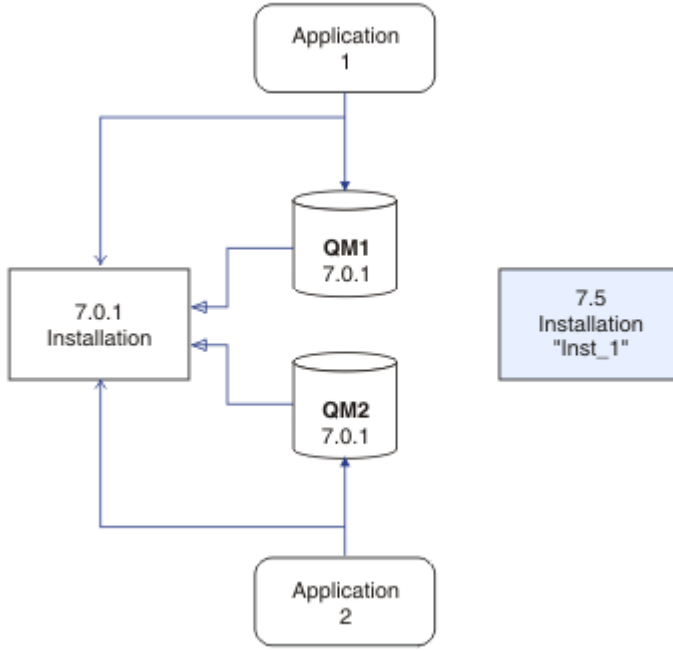 Application
1
QM1
7.0.1
7.0.1
Installation
7.5
Installation
"Inst_1"
QM2
7.0.1
Application
2